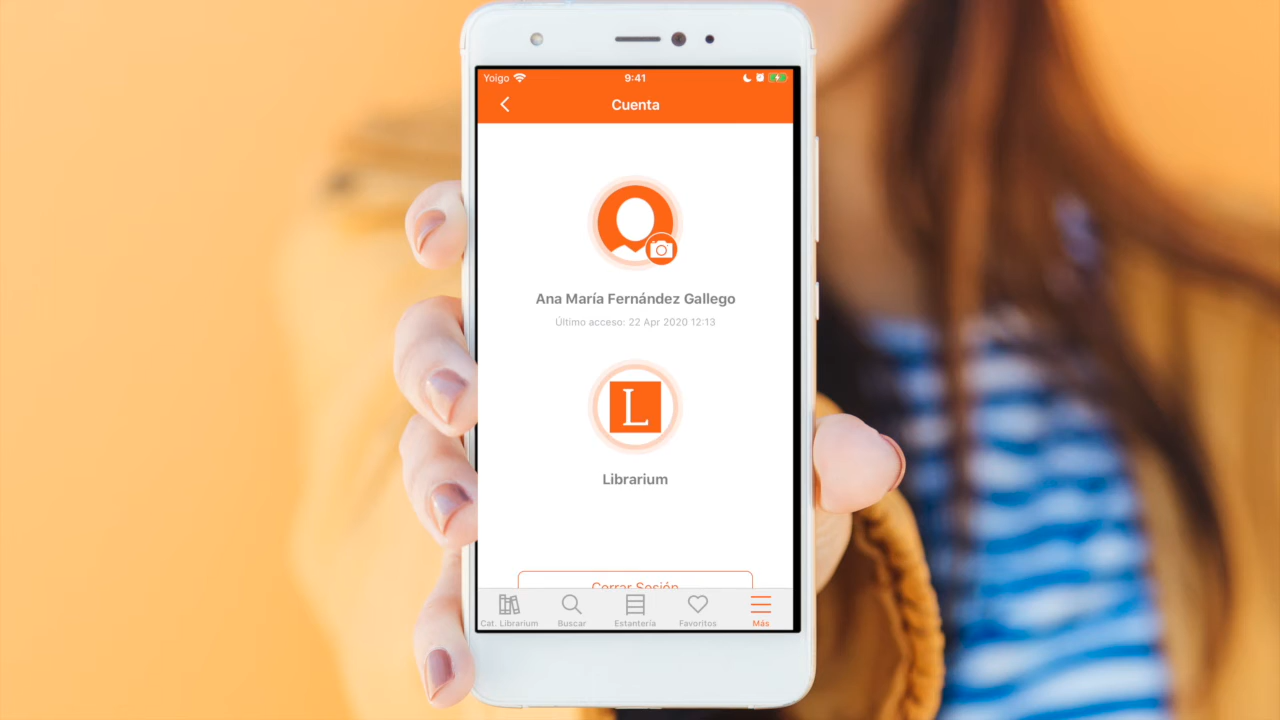 Yoigo
9:41
Cuenta
Ana María Fernández Gallego
Último acceso: 22 Apr 2020 12:13
L
Librarium
Cerrar Sesión
Cat. Librarium
Buscar
Estantería
Favoritos
Más